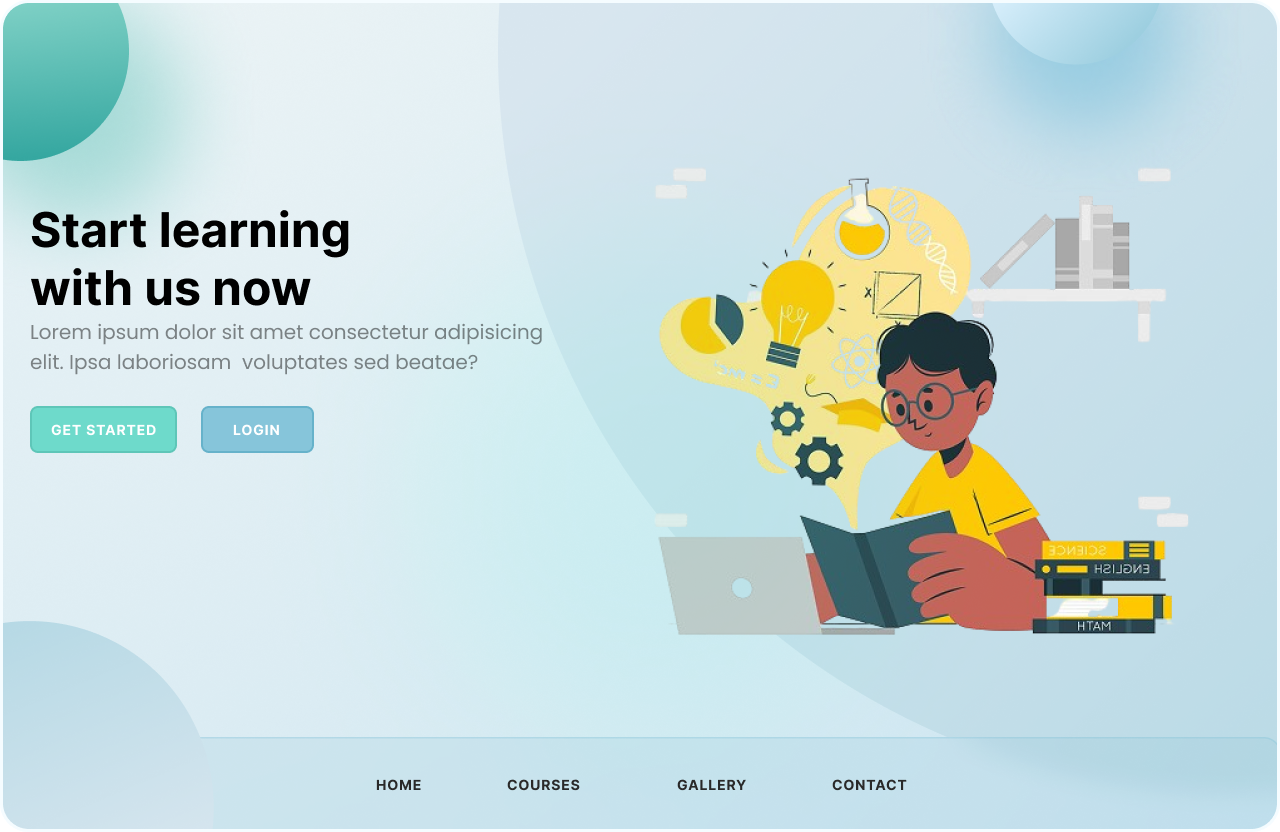 Start learning
with us now
Lorem ipsum dolor sit amet consectetur adipisicing
elit. Ipsa laboriosam  voluptates sed beatae?
GET STARTED
LOGIN
X
SCIENCE
ENGLISH
MATH
HOME
COURSES
GALLERY
CONTACT